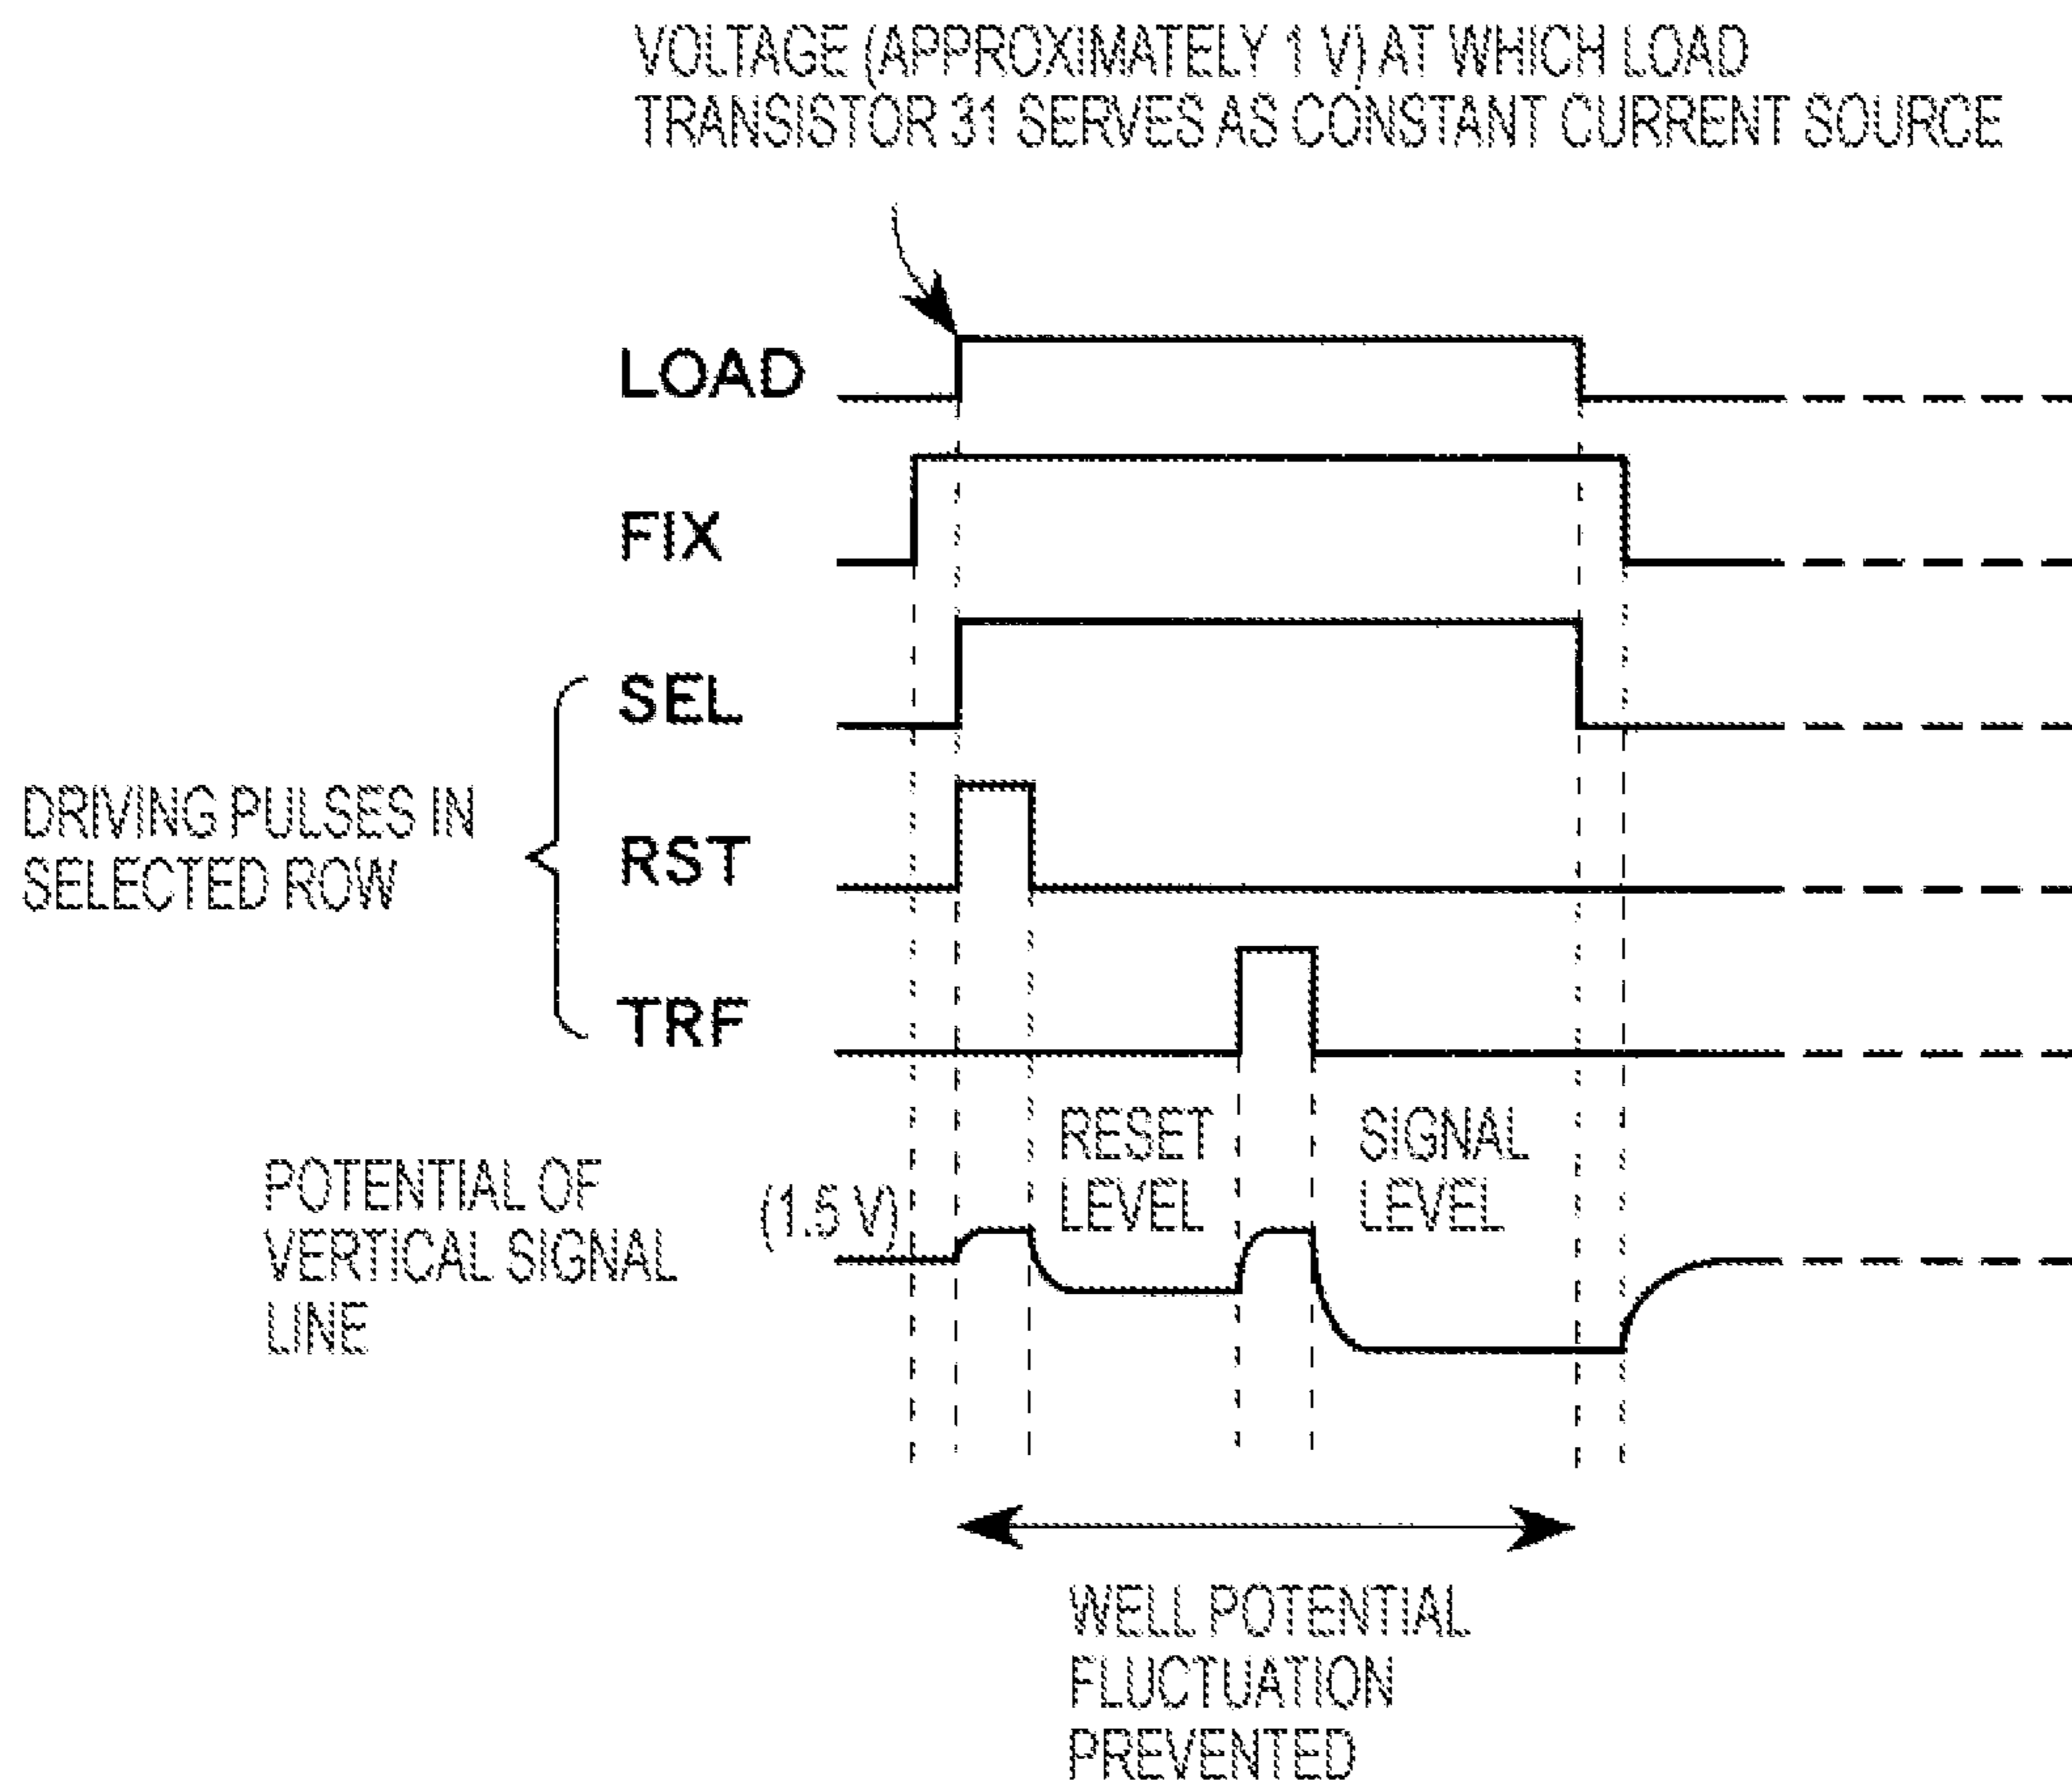 VOLTAGE (APPROXIMATELY 1 V) AT WHICH LOAD
TRANSISTOR 31 SERVES AS CONSTANT CURRENT SOURCE
LOAD
FIX
SEL
DRIVING PULSES IN
SELECTED ROW
RST
TRF
RESET
LEVEL
SIGNAL
LEVEL
POTENTIAL OF
VERTICAL SIGNAL
LINE
(1.5 V)
WELL POTENTIAL
FLUCTUATION
PREVENTED